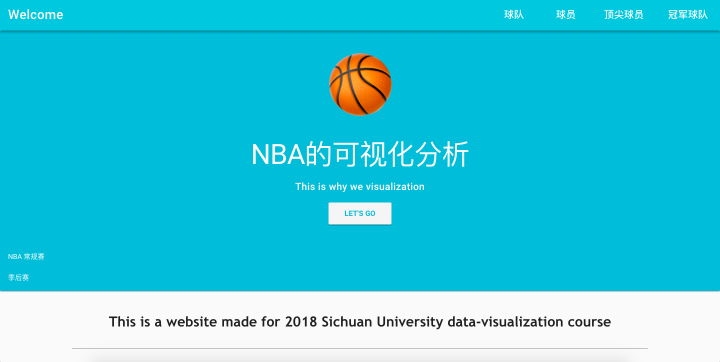 Welcome 球队 球员 顶尖球员 冠军球队
NBA的可视化分析
This is why we visualization
LET'S GO
NBA 常规赛
季后赛
This is a website made for 2018 Sichuan University data-visualization course